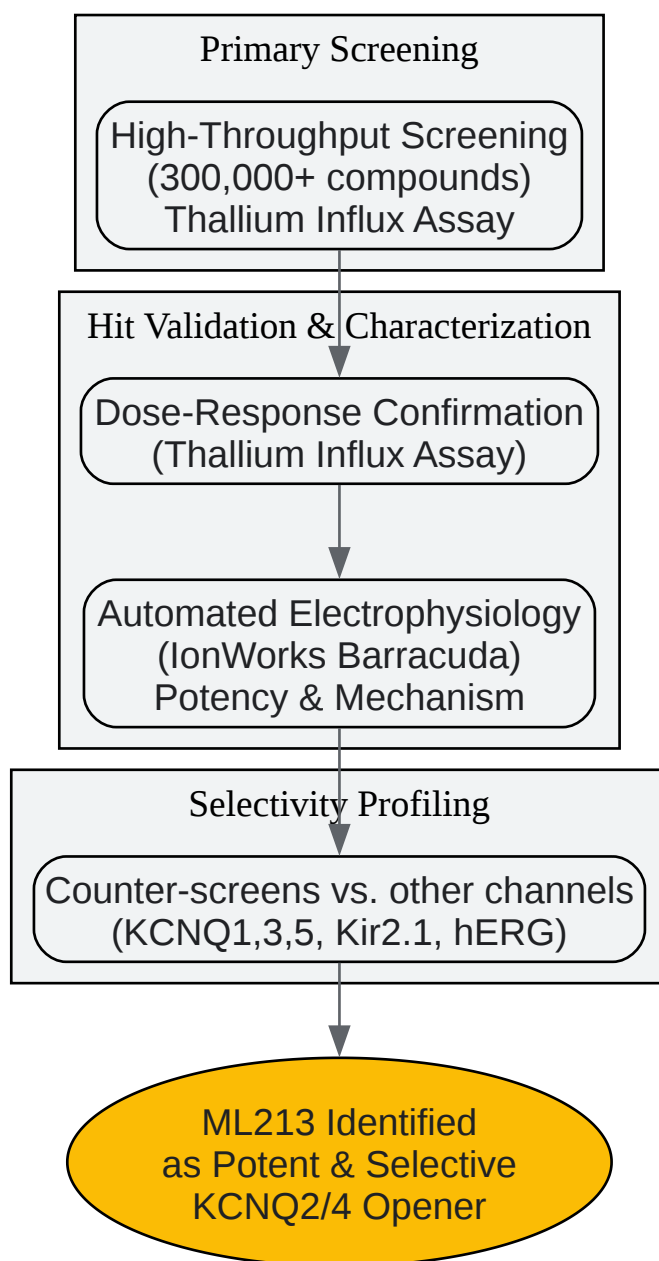 Primary Screening
High-Throughput Screening
(300,000+ compounds)
Thallium Influx Assay
Hit Validation & Characterization
Dose-Response Confirmation
(Thallium Influx Assay)
Automated Electrophysiology
(IonWorks Barracuda)
Potency & Mechanism
Selectivity Profiling
Counter-screens vs. other channels
(KCNQ1,3,5, Kir2.1, hERG)
ML213 Identified
as Potent & Selective
KCNQ2/4 Opener